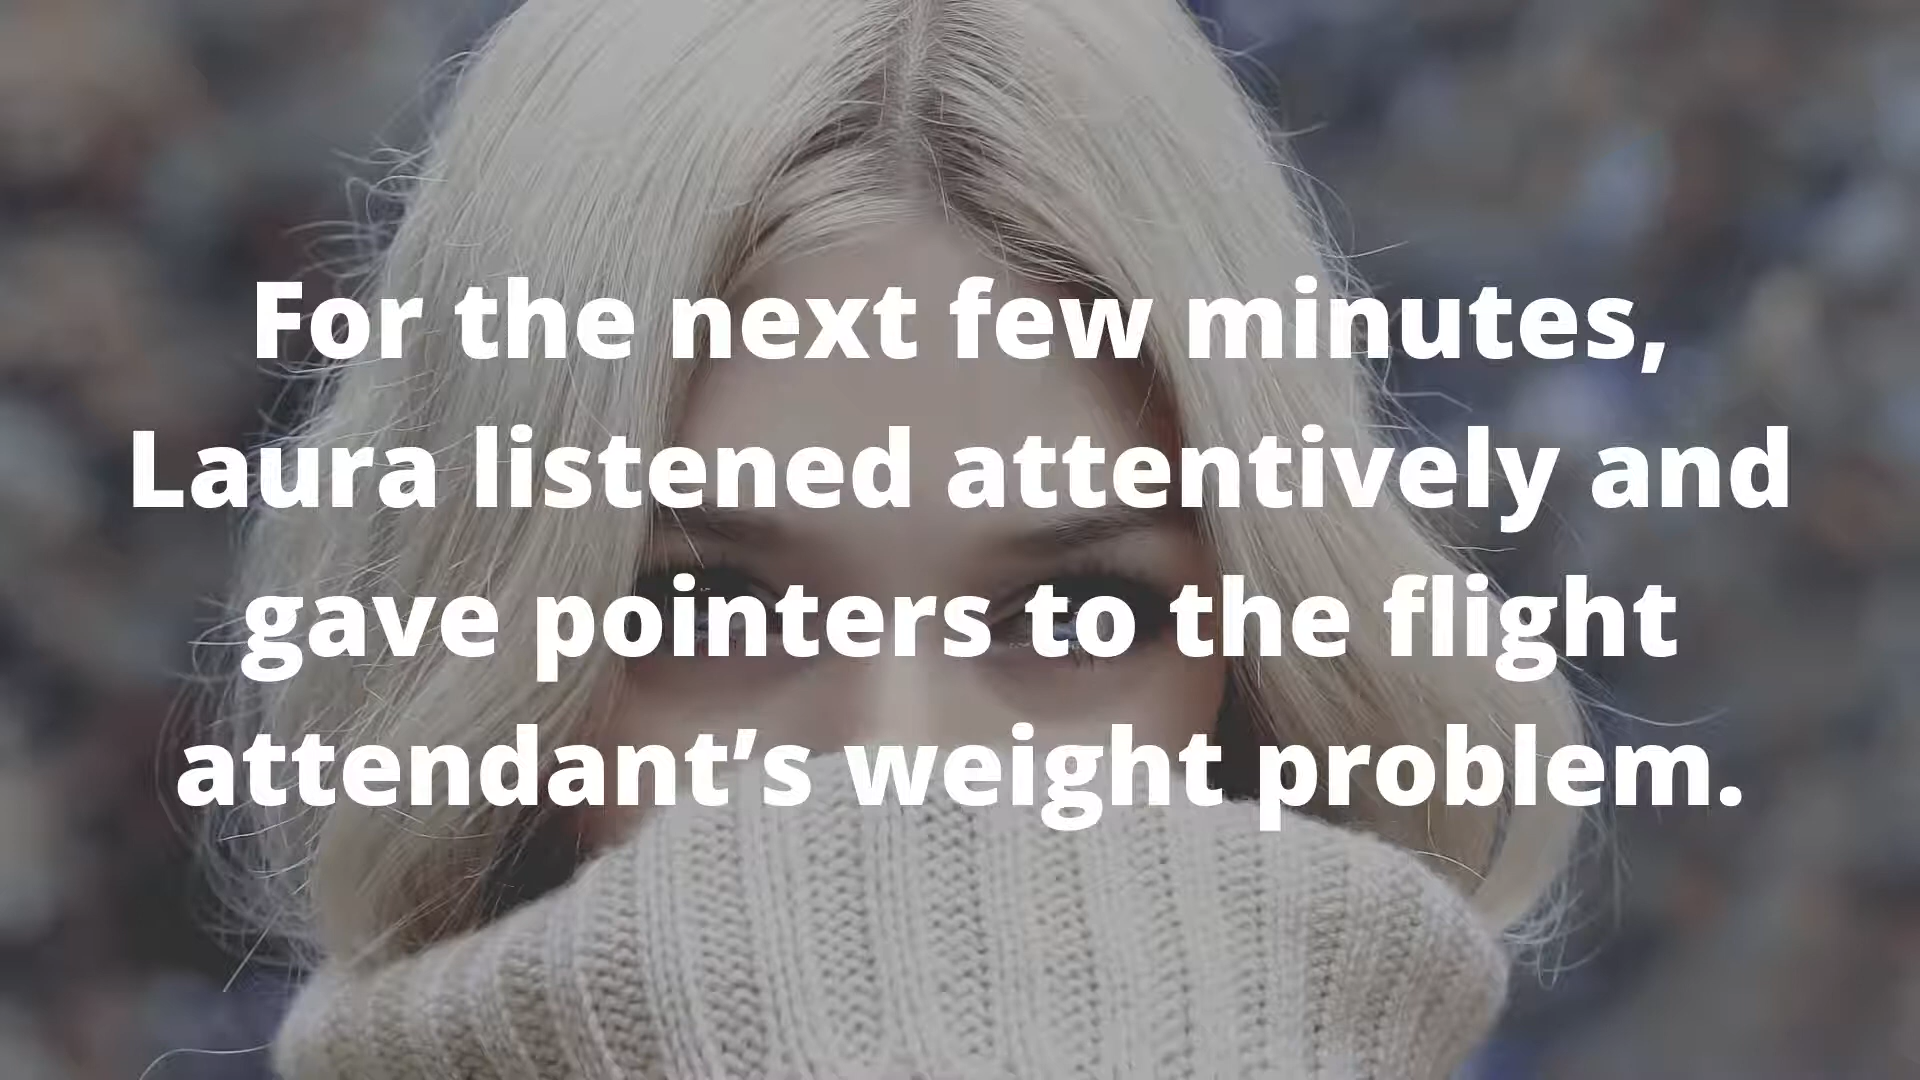 For the next few minutes,
Laura listened attentively and
gave pointers to the flight
attendant’s weight problem.